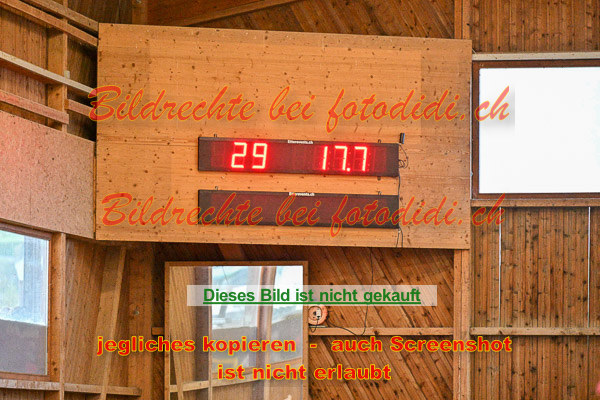 Bildrechte bei fotodidi.ch
29 17.7
Bildrechte bei fotodidi.ch
Dieses Bild ist nicht gekauft
jegliches kopieren - auch Screenshot
ist nicht erlaubt